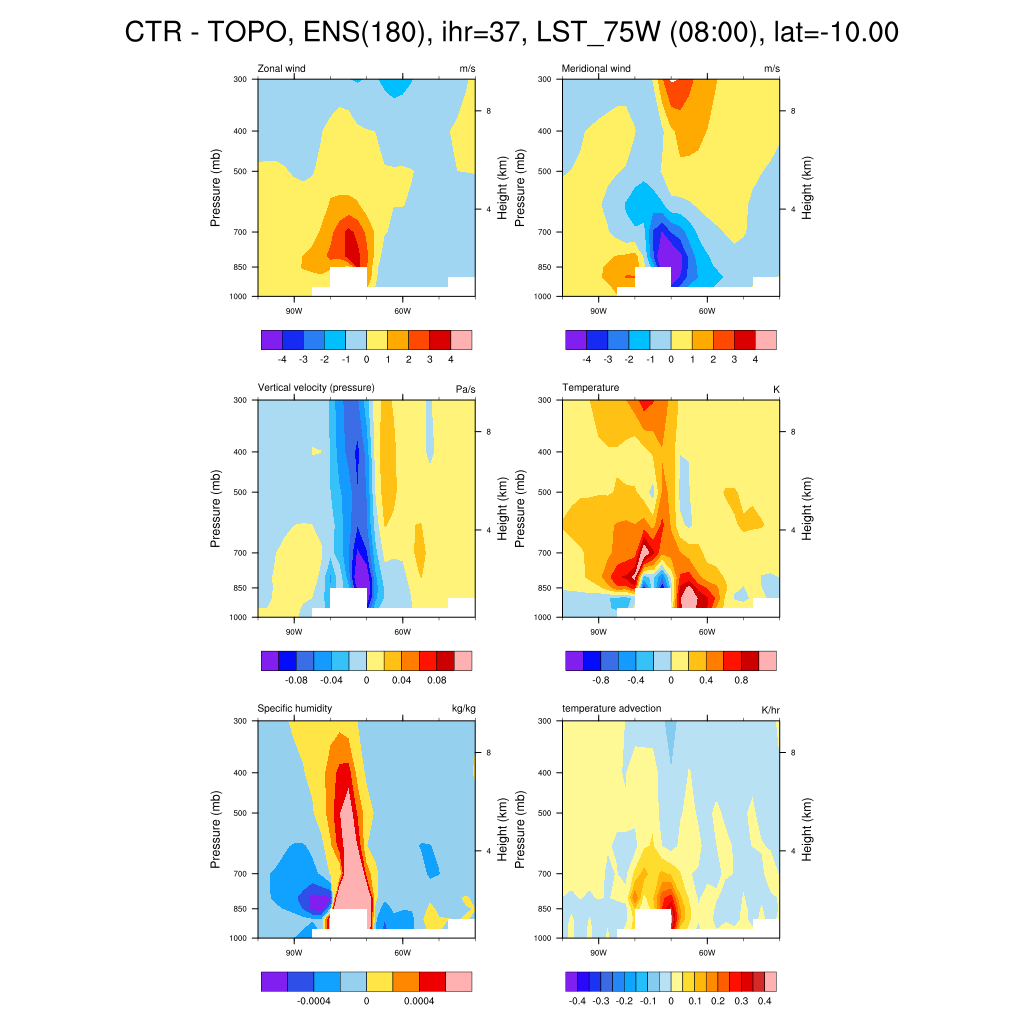 CTR - TOPO, ENS(180), ihr=37, LST_75W (08:00), lat=-10.00
Zonal wind m/s
300
400
500
700
850
1000
Pressure (mb)
8
4
Height (km)
90W 60W
-4 -3 -2 -1 0 1 2 3 4
Meridional wind m/s
300
400
500
700
850
1000
Pressure (mb)
8
4
Height (km)
90W 60W
-4 -3 -2 -1 0 1 2 3 4
Vertical velocity (pressure) Pa/s
300
400
500
700
850
1000
Pressure (mb)
8
4
Height (km)
90W 60W
-0.08 -0.04 0 0.04 0.08
Temperature K
300
400
500
700
850
1000
Pressure (mb)
8
4
Height (km)
90W 60W
-0.8 -0.4 0 0.4 0.8
Specific humidity kg/kg
300
400
500
700
850
1000
Pressure (mb)
8
4
Height (km)
90W 60W
-0.0004 0 0.0004
temperature advection K/hr
300
400
500
700
850
1000
Pressure (mb)
8
4
Height (km)
90W 60W
-0.4 -0.3 -0.2 -0.1 0 0.1 0.2 0.3 0.4